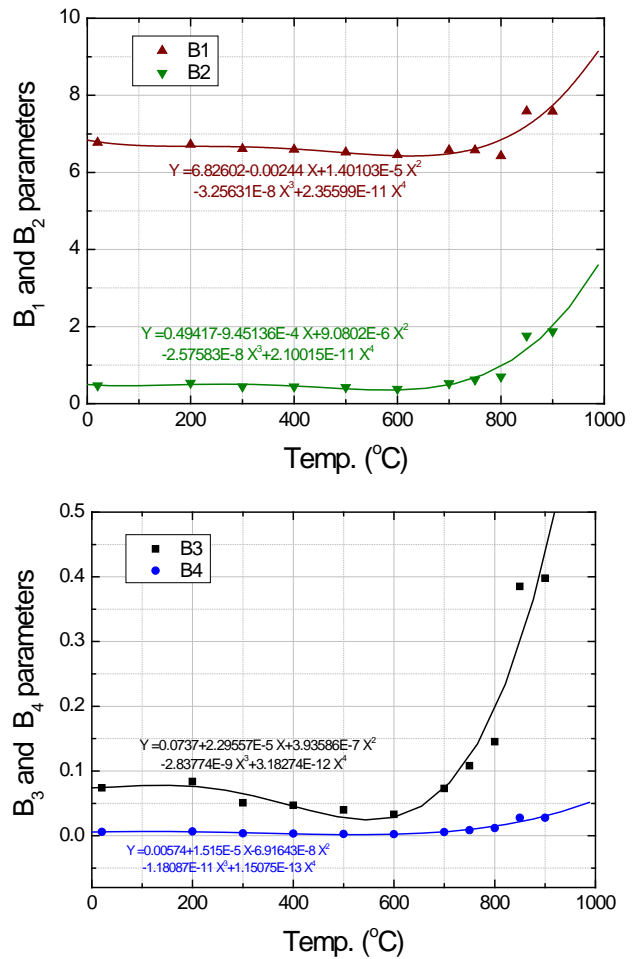 10
8
6
4
2
0
B₁ and B₂ parameters
B1
B2
Y =6.82602-0.00244 X+1.40103E-5 X²
-3.25631E-8 X³+2.35599E-11 X⁴
Y =0.49417-9.45136E-4 X+9.0802E-6 X²
-2.57583E-8 X³+2.10015E-11 X⁴
0 200 400 600 800 1000
Temp. (°C)
0.5
0.4
0.3
0.2
0.1
0.0
B₃ and B₄ parameters
B3
B4
Y =0.0737+2.29557E-5 X+3.93586E-7 X²
-2.83774E-9 X³+3.18274E-12 X⁴
Y=0.00574+1.515E-5 X-6.91643E-8 X²
-1.18087E-11 X³+1.15075E-13 X⁴
0 200 400 600 800 1000
Temp. (°C)